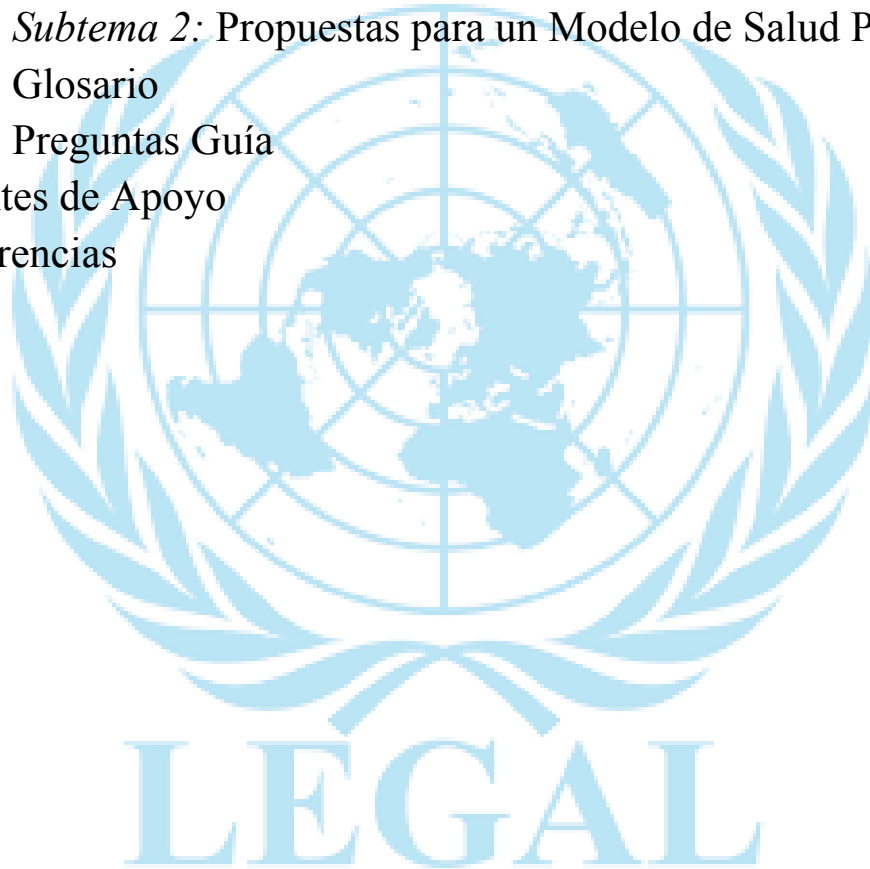 Subtema 2: Propuestas para un Modelo de Salud P
Glosario
Preguntas Guía
tes de Apoyo
rencias
LEGAL